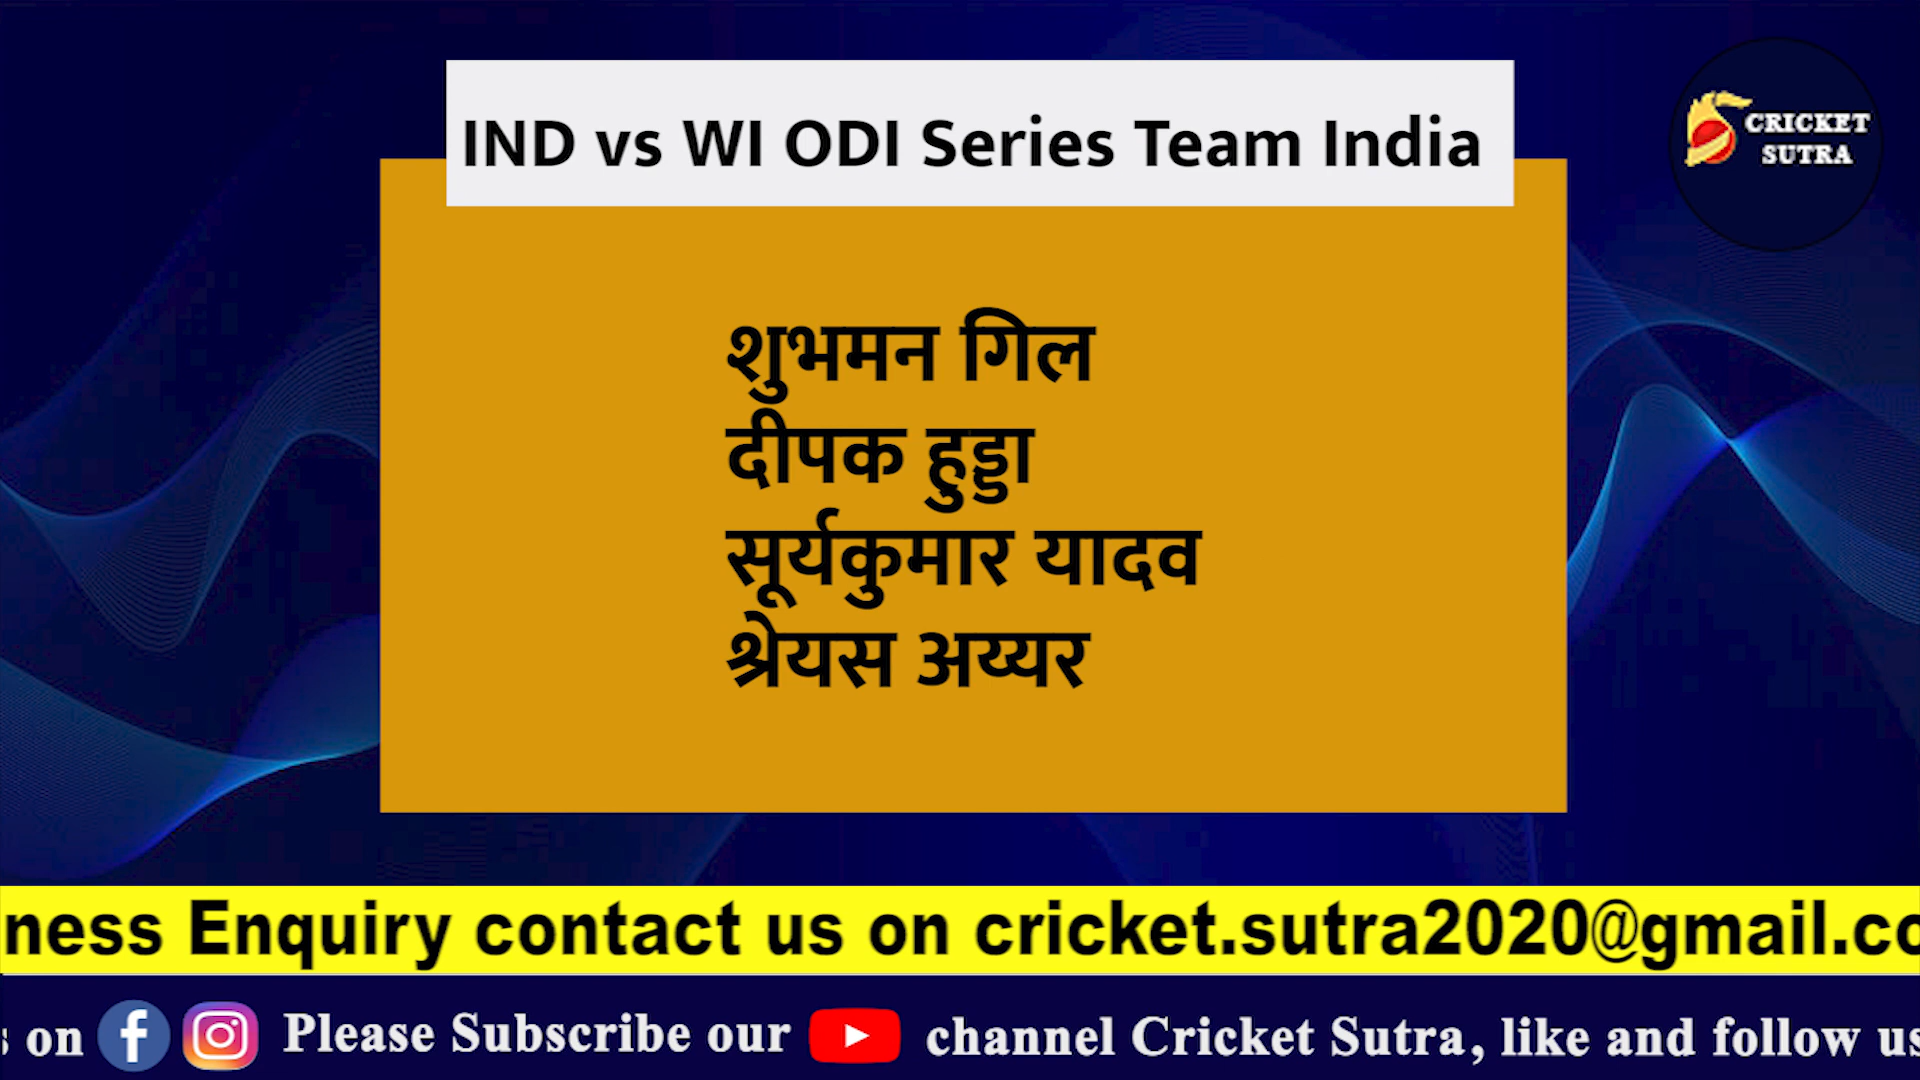 IND vs WI ODI Series Team India
CRICKET
SUTRA
शुभमन गिल
दीपक हुड्डा
सूर्यकुमार यादव
श्रेयस अय्यर
ness Enquiry contact us on cricket.sutra2020@gmail.co
s on Please Subscribe our channel Cricket Sutra, like and follow us